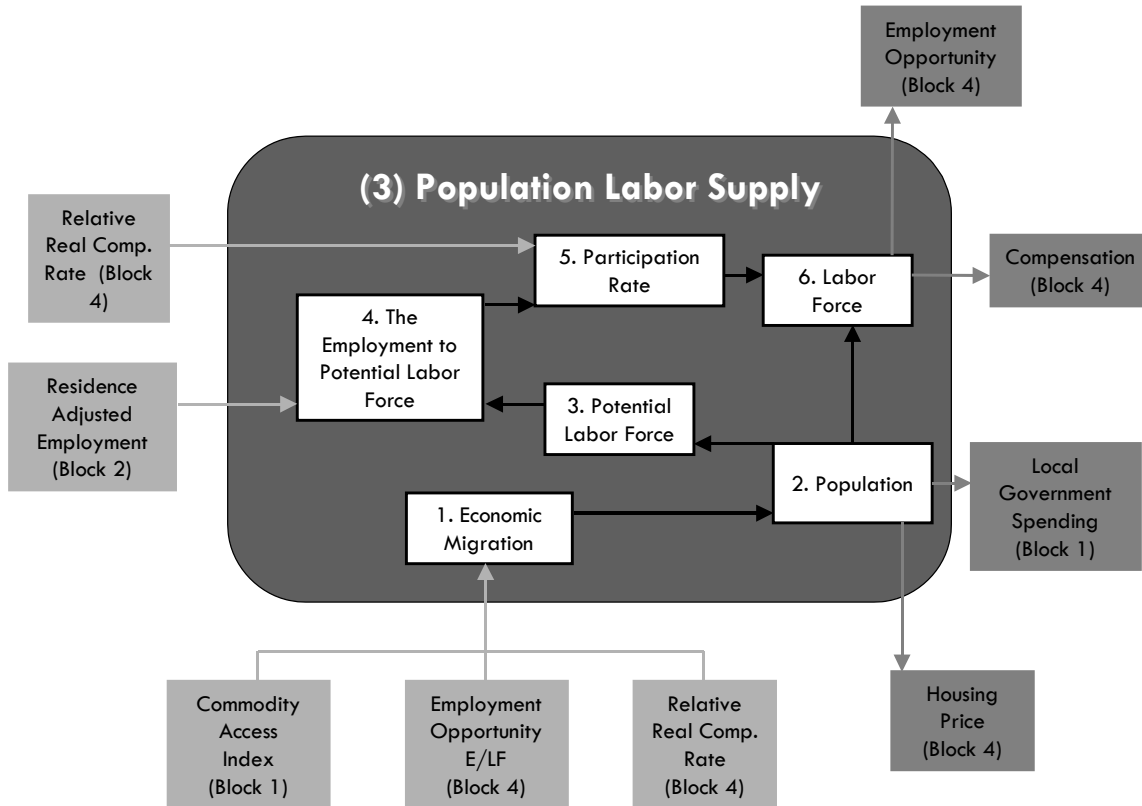 Employment
Opportunity
(Block 4)
(3) Population Labor Supply
Relative
Real Comp.
Rate (Block
4)
5. Participation
Rate
6. Labor
Force
Compensation
(Block 4)
4. The
Employment to
Potential Labor
Force
Residence
Adjusted
Employment
(Block 2)
3. Potential
Labor Force
2. Population
Local
Government
Spending
(Block 1)
1. Economic
Migration
Commodity
Access
Index
(Block 1)
Employment
Opportunity
E/LF
(Block 4)
Relative
Real Comp.
Rate
(Block 4)
Housing
Price
(Block 4)